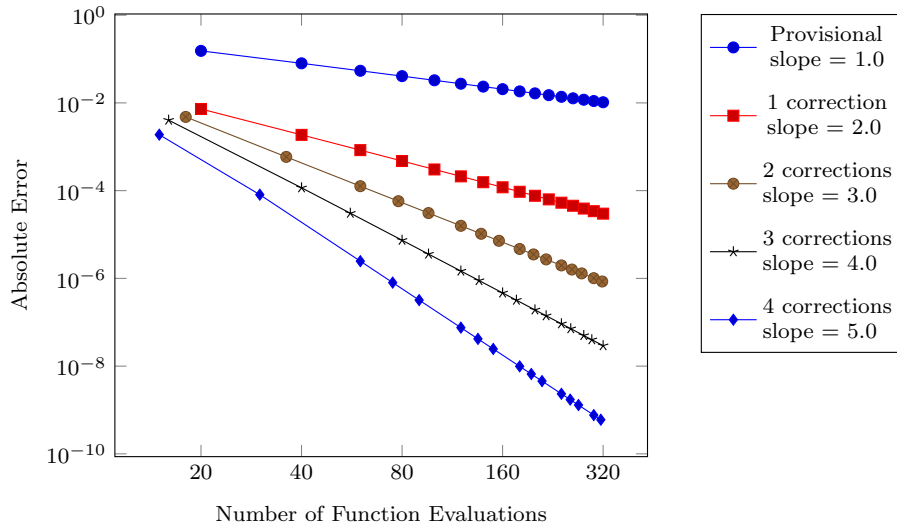 10^0
10^−2
10^−4
10^−6
10^−8
10^−10
Absolute Error
20 40 80 160 320
Number of Function Evaluations
Provisional
slope = 1.0
1 correction
slope = 2.0
2 corrections
slope = 3.0
3 corrections
slope = 4.0
4 corrections
slope = 5.0